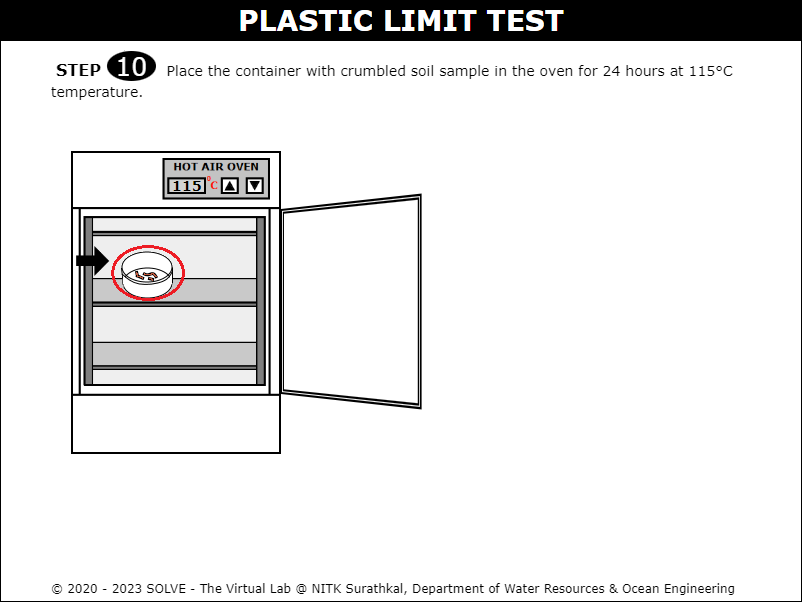 PLASTIC LIMIT TEST
STEP 10 Place the container with crumbled soil sample in the oven for 24 hours at 115°C
temperature.
HOT AIR OVEN
115 °C ▲ ▼
© 2020 - 2023 SOLVE - The Virtual Lab @ NITK Surathkal, Department of Water Resources & Ocean Engineering